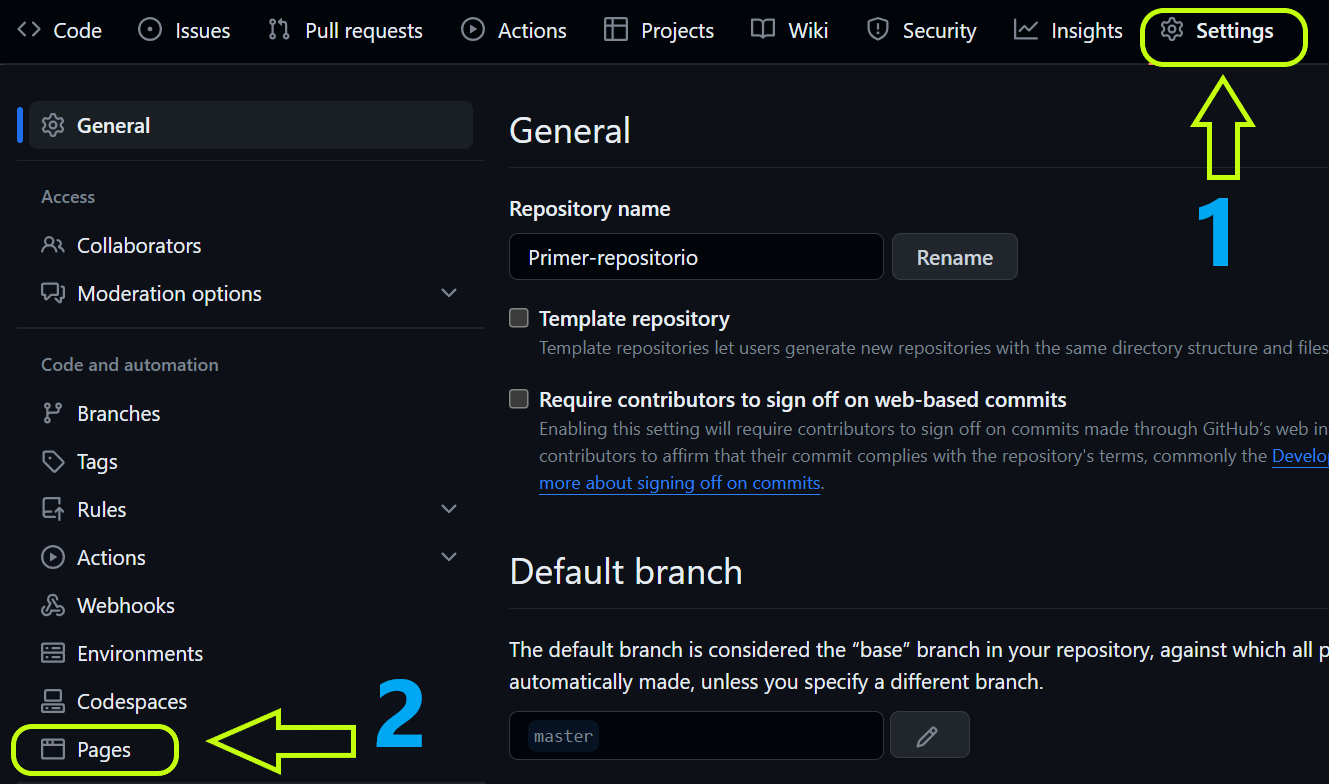 Code Issues Pull requests Actions Projects Wiki Security Insights Settings
1
General
Access
Collaborators
Moderation options
Code and automation
Branches
Tags
Rules
Actions
Webhooks
Environments
Codespaces
Pages
2
General
Repository name
Primer-repositorio Rename
Template repository
Template repositories let users generate new repositories with the same directory structure and files
Require contributors to sign off on web-based commits
Enabling this setting will require contributors to sign off on commits made through GitHub's web in
contributors to affirm that their commit complies with the repository's terms, commonly the Develo
more about signing off on commits.
Default branch
The default branch is considered the “base” branch in your repository, against which all p
automatically made, unless you specify a different branch.
master